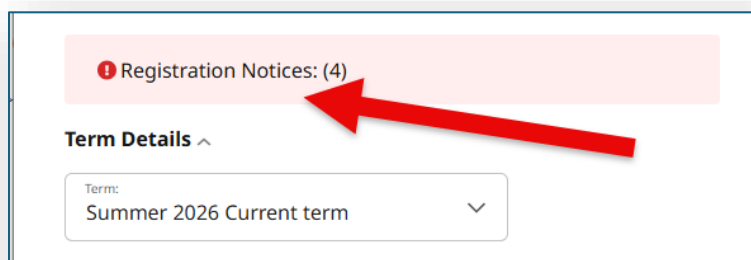 Registration Notices: (4)
Term Details
Term:
Summer 2026 Current term